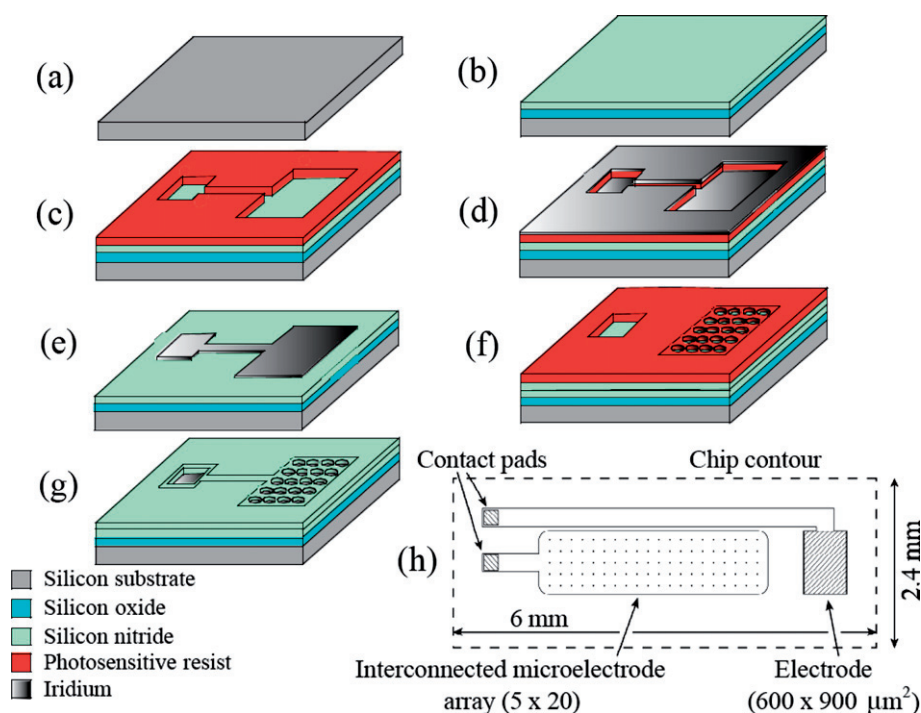 (a)
(b)
(c)
(d)
(e)
(f)
(g)
Contact pads
Chip contour
(h)
6 mm
2.4 mm
Interconnected microelectrode
array (5 x 20)
Electrode
(600 x 900 µm²)
Silicon substrate
Silicon oxide
Silicon nitride
Photosensitive resist
Iridium